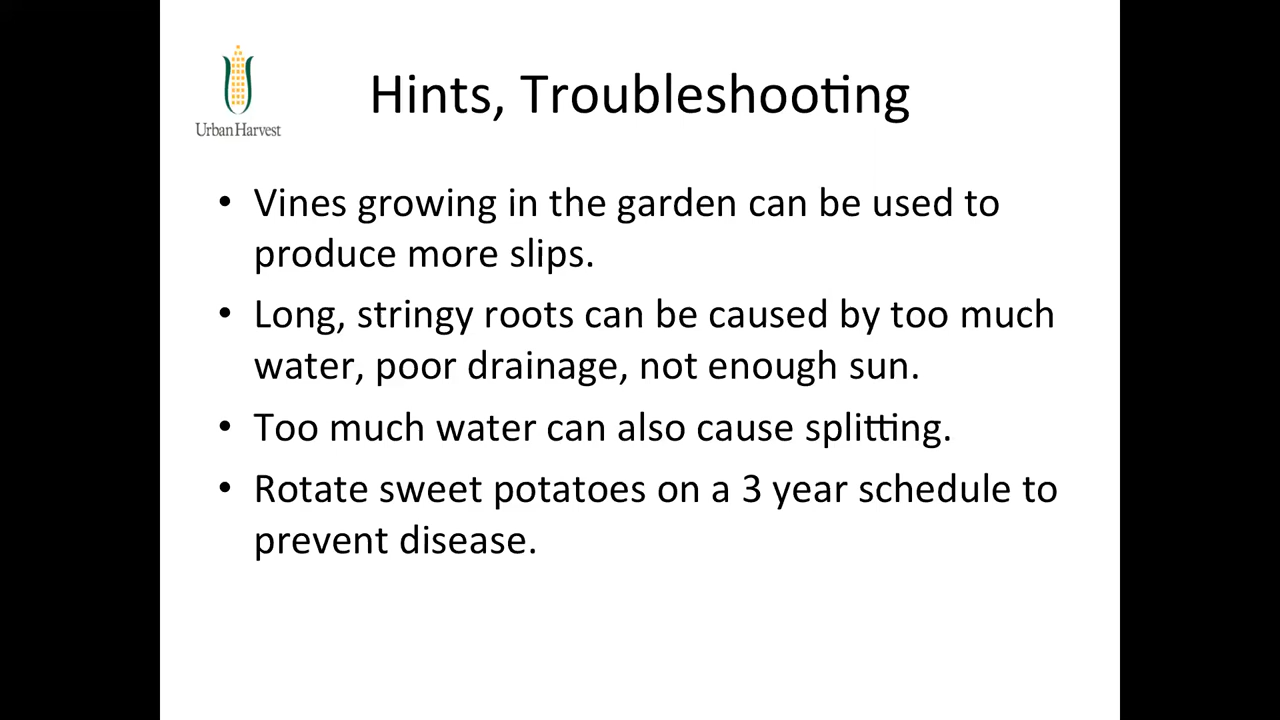 Urban Harvest
Hints, Troubleshooting
• Vines growing in the garden can be used to
produce more slips.
• Long, stringy roots can be caused by too much
water, poor drainage, not enough sun.
• Too much water can also cause splitting.
• Rotate sweet potatoes on a 3 year schedule to
prevent disease.